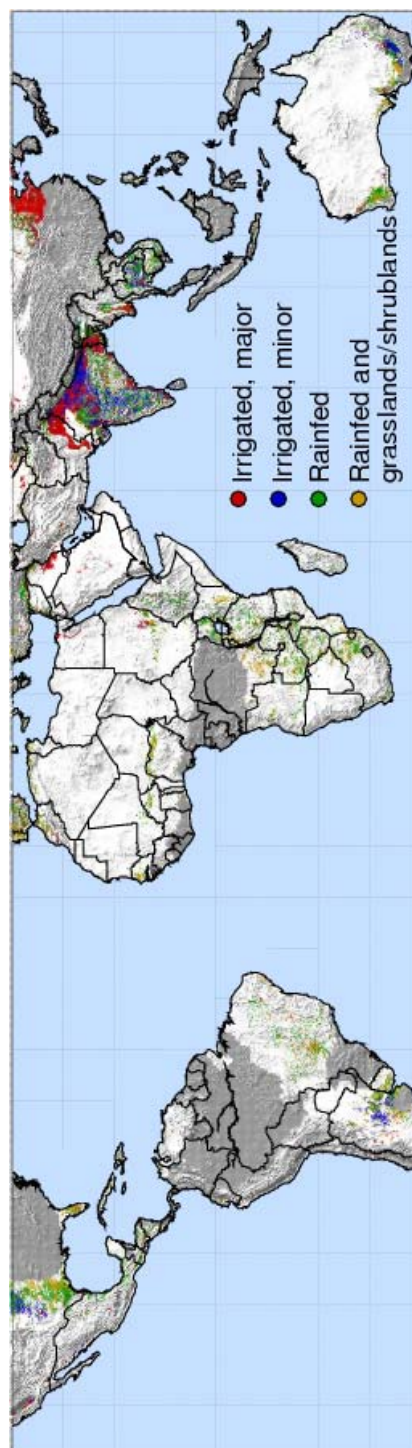 Irrigated, major
Irrigated, minor
Rainfed
Rainfed and
grasslands/shrublands